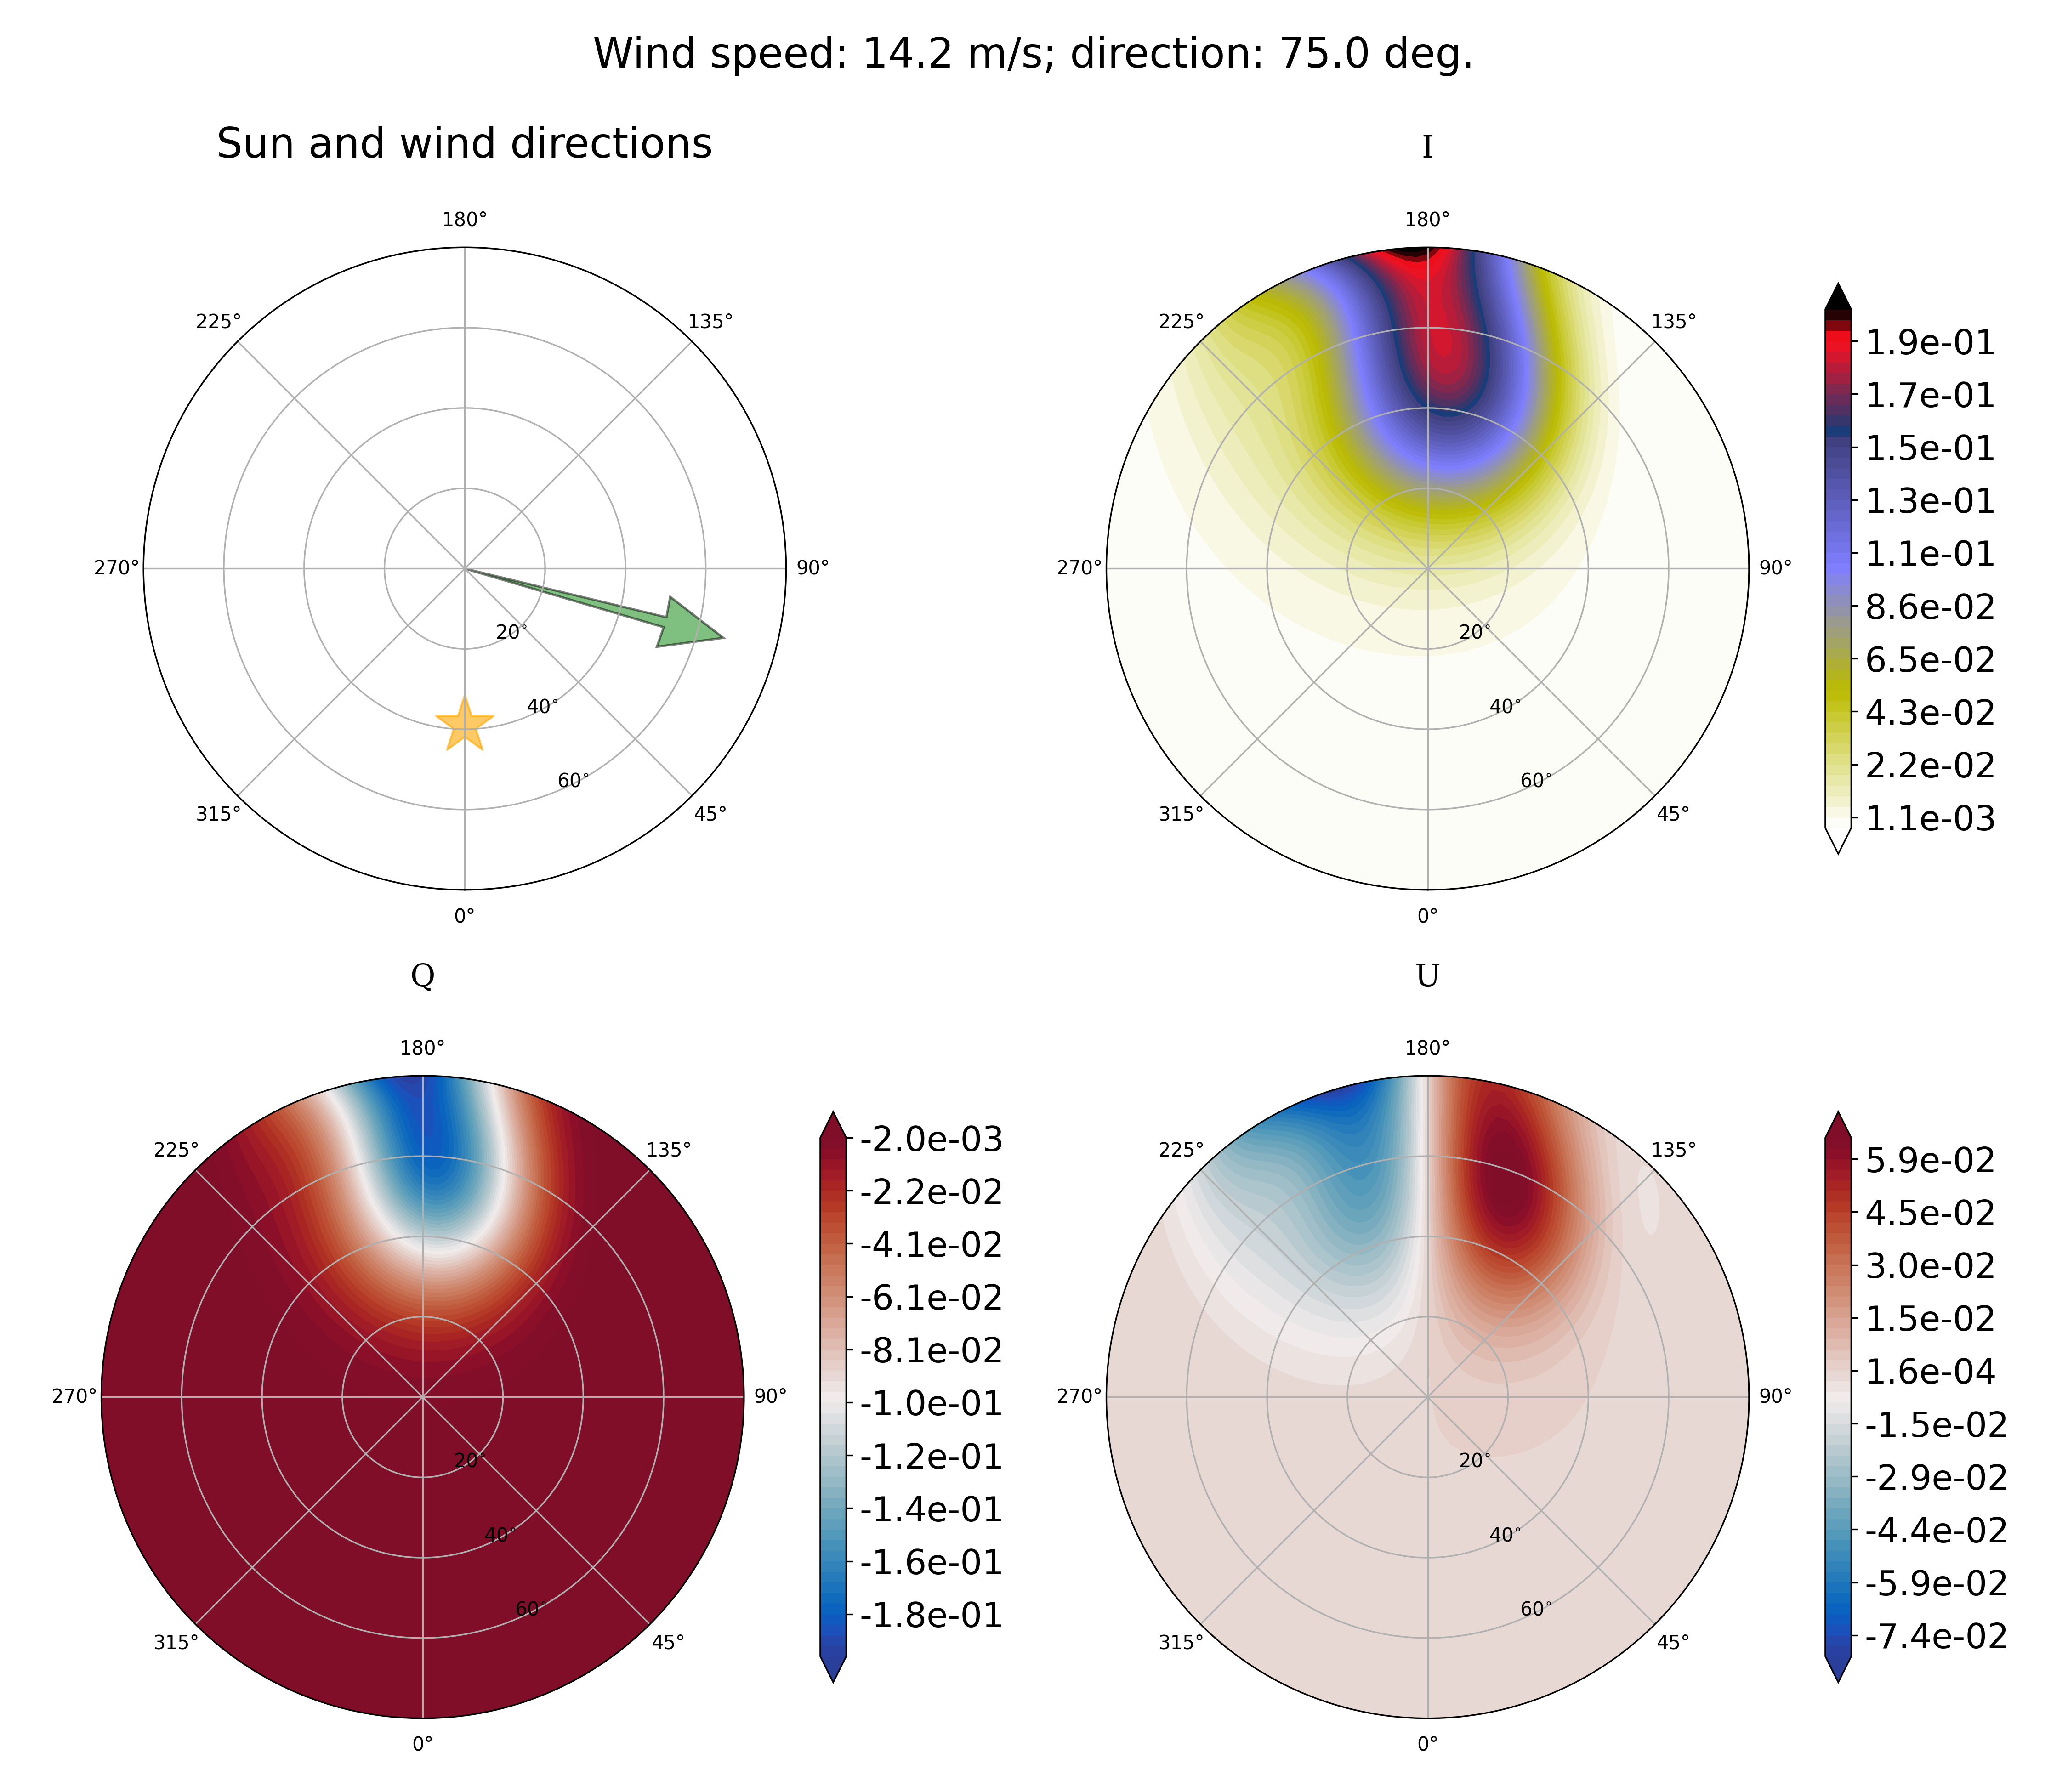 Wind speed: 14.2 m/s; direction: 75.0 deg.
Sun and wind directions
180°
225°
135°
270°
90°
20°
40°
60°
315°
45°
0°
I
180°
225°
135°
270°
90°
20°
40°
60°
315°
45°
0°
1.9e-01
1.7e-01
1.5e-01
1.3e-01
1.1e-01
8.6e-02
6.5e-02
4.3e-02
2.2e-02
1.1e-03
Q
180°
225°
135°
270°
90°
20°
40°
60°
315°
45°
0°
-2.0e-03
-2.2e-02
-4.1e-02
-6.1e-02
-8.1e-02
-1.0e-01
-1.2e-01
-1.4e-01
-1.6e-01
-1.8e-01
U
180°
225°
135°
270°
90°
20°
40°
60°
315°
45°
0°
5.9e-02
4.5e-02
3.0e-02
1.5e-02
1.6e-04
-1.5e-02
-2.9e-02
-4.4e-02
-5.9e-02
-7.4e-02